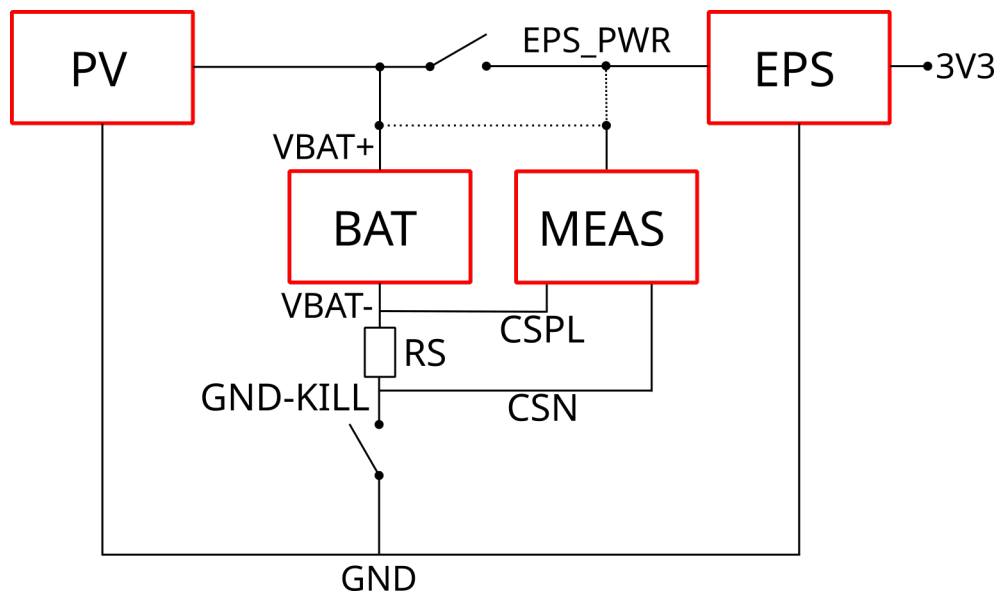 PV
EPS_PWR
EPS
3V3
VBAT+
BAT
MEAS
VBAT-
CSPL
RS
GND-KILL
CSN
GND